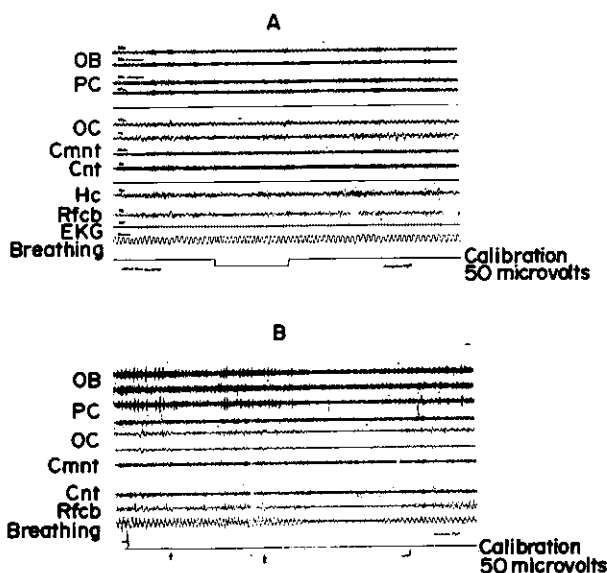 A
OB
PC
OC
Cmnt
Cnt
Hc
Rfcb
EKG
Breathing
Calibration
50 microvolts
B
OB
PC
OC
Cmnt
Cnt
Rfcb
Breathing
Calibration
50 microvolts